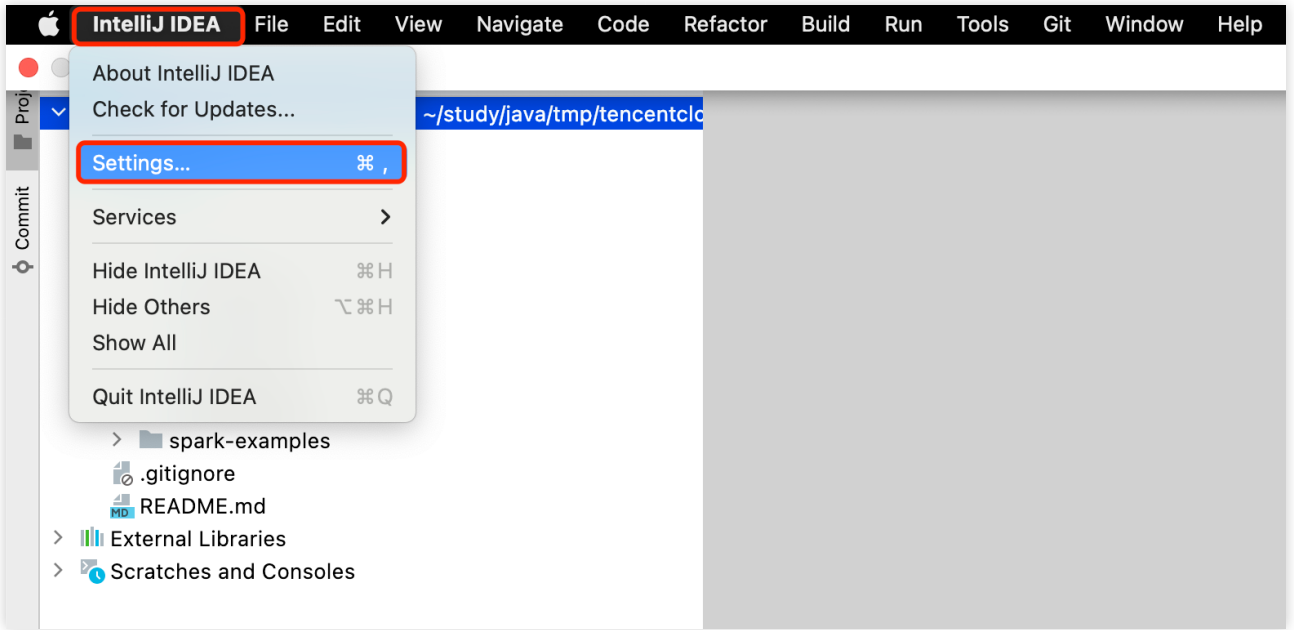 IntelliJ IDEA File Edit View Navigate Code Refactor Build Run Tools Git Window Help
About IntelliJ IDEA
Check for Updates...
~/study/java/tmp/tencentclo
Settings... ⌘ ,
Services
Hide IntelliJ IDEA ⌘H
Hide Others ⌥⌘H
Show All
Quit IntelliJ IDEA ⌘Q
spark-examples
.gitignore
MD README.md
External Libraries
Scratches and Consoles
Proj
Commit